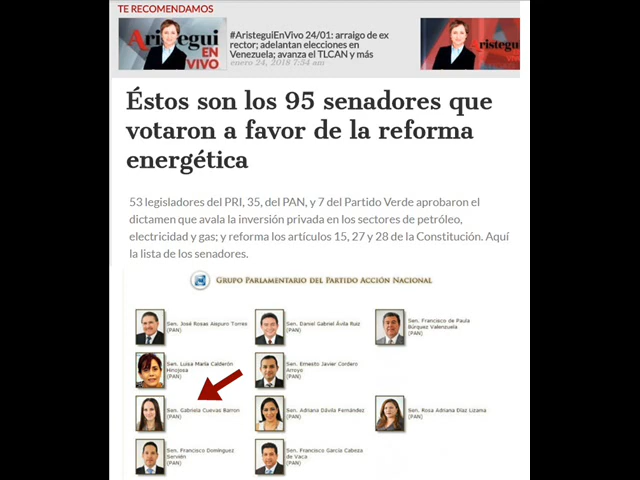 TE RECOMENDAMOS
Aristegui
EN
VIVO
#AristeguiEnVivo 24/01: arraigo de ex
rector; adelantan elecciones en
Venezuela; avanza el TLCAN y más
enero 24, 2018 7:34 am
ristegui
EN
VIVO
Éstos son los 95 senadores que
votaron a favor de la reforma
energética
53 legisladores del PRI, 35, del PAN, y 7 del Partido Verde aprobaron el
dictamen que avala la inversión privada en los sectores de petróleo,
electricidad y gas; y reforma los artículos 15, 27 y 28 de la Constitución. Aquí
la lista de los senadores.
GRUPO PARLAMENTARIO DEL PARTIDO ACCIÓN NACIONAL
Sen. José Rosas Aispuro Torres
(PAN)
Sen. Daniel Gabriel Ávila Ruiz
(PAN)
Sen. Francisco de Paula
Búrquez Valenzuela
(PAN)
Sen. Luisa María Calderón
Hinojosa
(PAN)
Sen. Ernesto Javier Cordero
Arroyo
(PAN)
Sen. Gabriela Cuevas Barron
(PAN)
Sen. Adriana Dávila Fernández
(PAN)
Sen. Rosa Adriana Díaz Lizama
(PAN)
Sen. Francisco Domínguez
Servién
(PAN)
Sen. Francisco García Cabeza
de Vaca
(PAN)